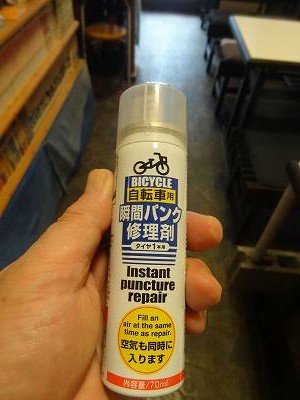 BICYCLE
自転車用
瞬間パンク
修理剤
タイヤ1本用
Instant
puncture
repair
Fill an
air at the same
time as repair.
空気も同時に
入ります
内容量/70ml